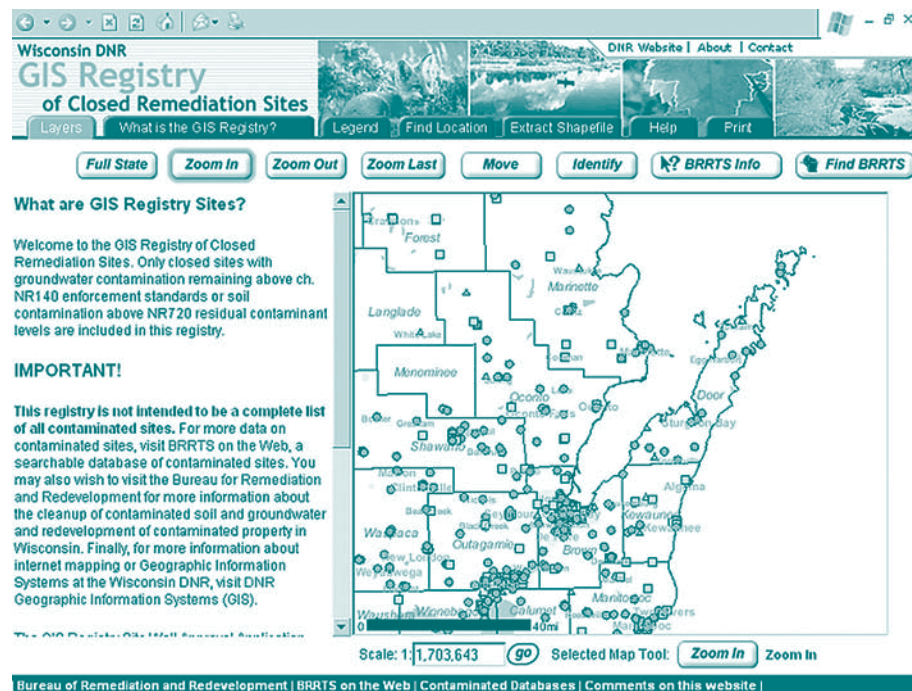 Wisconsin DNR
GIS Registry
of Closed Remediation Sites
DNR Website | About | Contact
Layers What is the GIS Registry? Legend Find Location Extract Shapefile Help Print
Full State Zoom In Zoom Out Zoom Last Move Identify BRRTS Info Find BRRTS
What are GIS Registry Sites?
Welcome to the GIS Registry of Closed
Remediation Sites. Only closed sites with
groundwater contamination remaining above ch.
NR140 enforcement standards or soil
contamination above NR720 residual contaminant
levels are included in this registry.
IMPORTANT!
This registry is not intended to be a complete list
of all contaminated sites. For more data on
contaminated sites, visit BRRTS on the Web, a
searchable database of contaminated sites. You
may also wish to visit the Bureau for Remediation
and Redevelopment for more information about
the cleanup of contaminated soil and groundwater
and redevelopment of contaminated property in
Wisconsin. Finally, for more information about
internet mapping or Geographic Information
Systems at the Wisconsin DNR, visit DNR
Geographic Information Systems (GIS).
Forest
Marinette
Langlade
White Lake
Menominee
Oconto
Door
Sturgeon Bay
Shawano
Algoma
Kewaunee
Kewaunee
Outagamie
Brown
New London
Weyauwega
Manitowoc
Winnebago
Calumet
0 40mi
Scale: 1: 1,703,643 go Selected Map Tool: Zoom In Zoom In
Bureau of Remediation and Redevelopment | BRRTS on the Web | Contaminated Databases | Comments on this website |